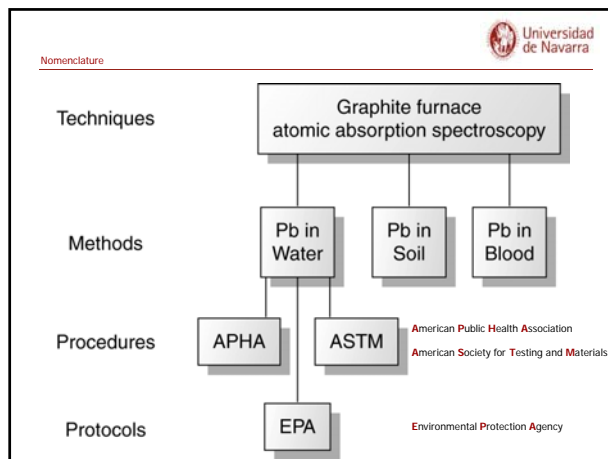 Universidad
de Navarra
Nomenclature
Techniques
Graphite furnace
atomic absorption spectroscopy
Methods
Pb in
Water
Pb in
Soil
Pb in
Blood
Procedures
APHA
ASTM
American Public Health Association
American Society for Testing and Materials
Protocols
EPA
Environmental Protection Agency